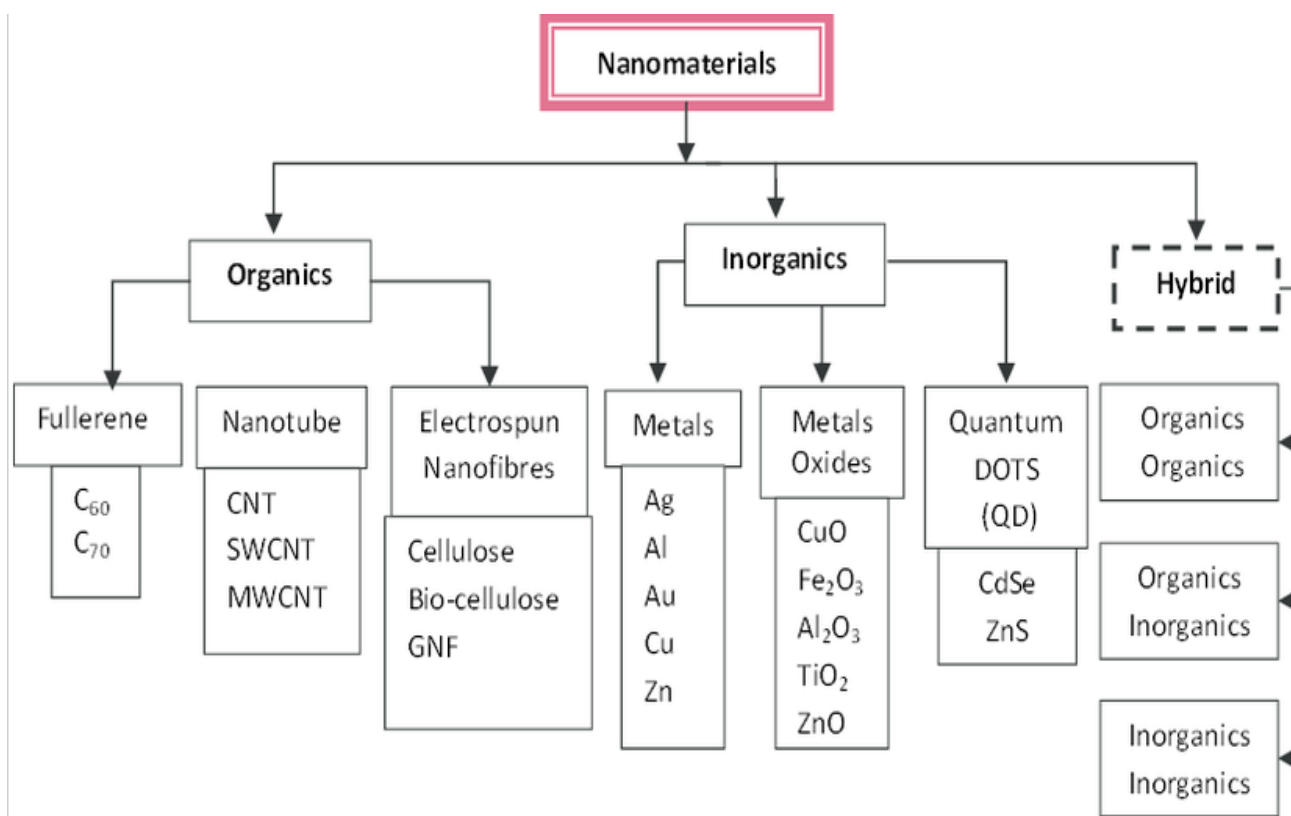 Nanomaterials
Organics
Inorganics
Hybrid
Fullerene
C₆₀
C₇₀
Nanotube
CNT
SWCNT
MWCNT
Electrospun
Nanofibres
Cellulose
Bio-cellulose
GNF
Metals
Ag
Al
Au
Cu
Zn
Metals
Oxides
CuO
Fe₂O₃
Al₂O₃
TiO₂
ZnO
Quantum
DOTS
(QD)
CdSe
ZnS
Organics
Organics
Organics
Inorganics
Inorganics
Inorganics